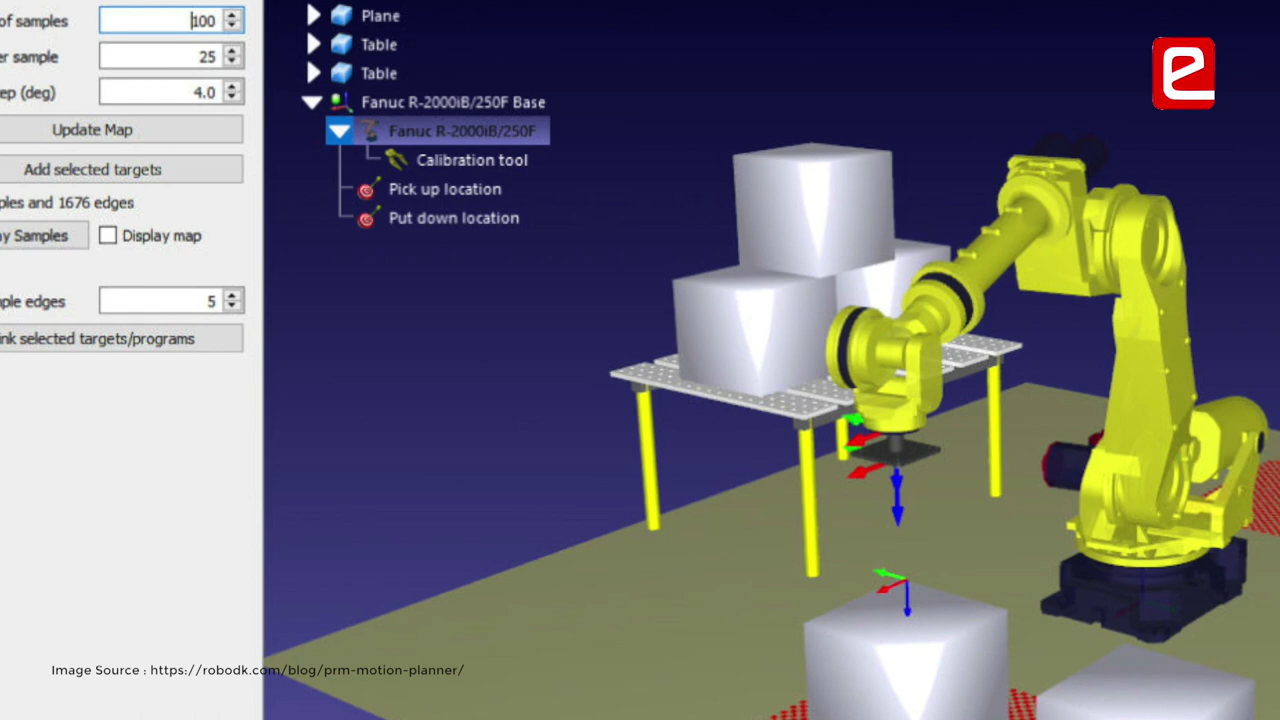 of samples
100
er sample
25
ep (deg)
4.0
Update Map
Add selected targets
ples and 1676 edges
y Samples
Display map
ple edges
5
ink selected targets/programs
Plane
Table
Table
Fanuc R-2000iB/250F Base
Fanuc R-2000iB/250F
Calibration tool
Pick up location
Put down location
e
Image Source : https://robodk.com/blog/prm-motion-planner/